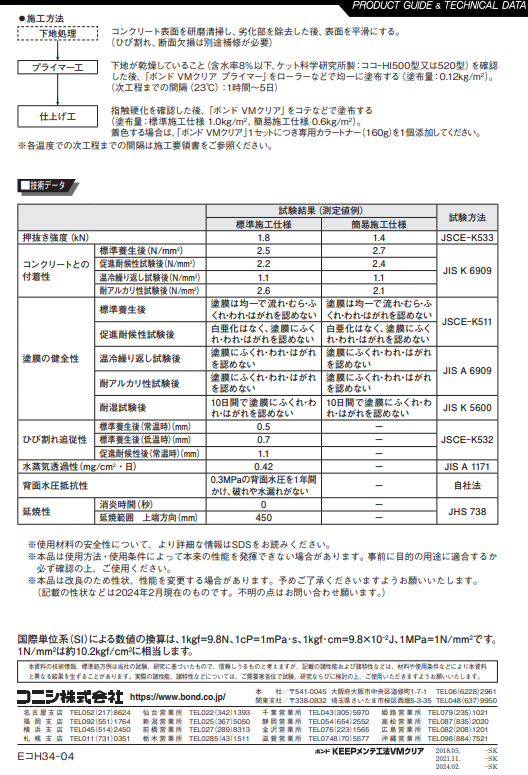 PRODUCT GUIDE & TECHNICAL DATA
●施工方法
下地処理
コンクリート表面を研磨清掃し、劣化部を除去した後、表面を平滑にする。
（ひび割れ、断面欠損は別途補修が必要）
プライマー工
下地が乾燥していること（含水率8%以下、ケット科学研究所製：ココーHI500型又は520型）を確認
した後、「ボンド VMクリア プライマー」をローラーなどで均一に塗布する（塗布量：0.12kg/m²）。
（次工程までの間隔（23℃）：1時間～5日）
仕上げ工
指触硬化を確認した後、「ボンド VMクリア」をコテなどで塗布する
（塗布量：標準施工仕様 1.0kg/m²、簡易施工仕様 0.6kg/m²）。
着色する場合は、「ボンド VMクリア」1セットにつき専用カラートナー（160g）を1個添加してください。
※各温度での次工程までの間隔は施工要領書をご参照ください。
■技術データ
試験結果（測定値例） 試験方法
標準施工仕様 簡易施工仕様
押抜き強度（kN） 1.8 1.4 JSCE-K533
コンクリートとの付着性 標準養生後（N/mm²） 2.5 2.7 JIS K 6909
促進耐候性試験後（N/mm²） 2.2 2.4
温冷繰り返し試験後（N/mm²） 1.1 1.1
耐アルカリ性試験後（N/mm²） 2.6 2.1
塗膜の健全性 標準養生後 塗膜は均一で流れ・むら・ふくれ・われ・はがれを認めない 塗膜は均一で流れ・むら・ふくれ・われ・はがれを認めない JSCE-K511
促進耐候性試験後 白亜化はなく、塗膜にふくれ・われ・はがれを認めない 白亜化はなく、塗膜にふくれ・われ・はがれを認めない
温冷繰り返し試験後 塗膜にふくれ・われ・はがれを認めない 塗膜にふくれ・われ・はがれを認めない JIS A 6909
耐アルカリ性試験後 塗膜にふくれ・われ・はがれを認めない 塗膜にふくれ・われ・はがれを認めない
耐湿試験後 10日間で塗膜にふくれ・われ・はがれを認めない 10日間で塗膜にふくれ・われ・はがれを認めない JIS K 5600
ひび割れ追従性 標準養生後（常温時）（mm） 0.5 － JSCE-K532
標準養生後（低温時）（mm） 0.7 －
促進耐候性後（常温時）（mm） 1.1 －
水蒸気透過性（mg/cm²・日） 0.42 － JIS A 1171
背面水圧抵抗性 0.3MPaの背面水圧を1年間かけ、破れや水漏れがない － 自社法
延焼性 消炎時間（秒） 0 － JHS 738
延焼範囲 上端方向（mm） 450 －
※使用材料の安全性について、より詳細な情報はSDSをお読みください。
※本品は使用方法・使用条件によって本来の性能を発揮できない場合があります。事前に目的の用途に適合するか
必ず確認の上、ご使用ください。
※本品は改良のため性状、性能を変更する場合があります。予めご了承くださいますようお願いいたします。
（記載の性状などは2024年2月現在のものです。不明の点はお問い合わせ願います。）
国際単位系（SI）による数値の換算は、1kgf=9.8N、1cP=1mPa・s、1kgf・cm=9.8×10⁻²J、1MPa=1N/mm²です。
1N/mm²は約10.2kgf/cm²に相当します。
本資料の技術情報、標準処方例は当社の試験、研究に基づいたもので、信頼しうるものと考えますが、記載の諸性能および諸特性などは、材料や使用条件などにより本資料
と異なる結果を生ずることがあります。実際の諸性能、諸特性などについては、ご需要家各位で試験、研究ならびに検討の上、ご使用いただきますようお願いします。
コニシ株式会社 https://www.bond.co.jp/
本 社／〒541-0045 大阪府大阪市中央区道修町1-7-1 TEL06(6228)2961
関東支社／〒338-0832 埼玉県さいたま市桜区西堀5-3-35 TEL048(637)9950
名古屋支店 TEL052(217)8624 仙台営業所 TEL022(342)1393 千葉営業所 TEL043(305)5970 姫路営業所 TEL079(235)1021
福岡支店 TEL092(551)1764 新潟営業所 TEL025(367)5050 静岡営業所 TEL054(654)2552 高松営業所 TEL087(835)2020
横浜支店 TEL045(514)2450 前橋営業所 TEL027(289)8313 金沢営業所 TEL076(223)1565 広島営業所 TEL082(208)1201
札幌支店 TEL011(731)0351 栃木営業所 TEL0285(43)1511 滋賀営業所 TEL0748(70)5577 沖縄営業所 TEL098(884)7521
エコH34-04
ボンド KEEPメンテ工法VMクリア
2018.05. -SK
2021.11. -SK
2024.02. -SK